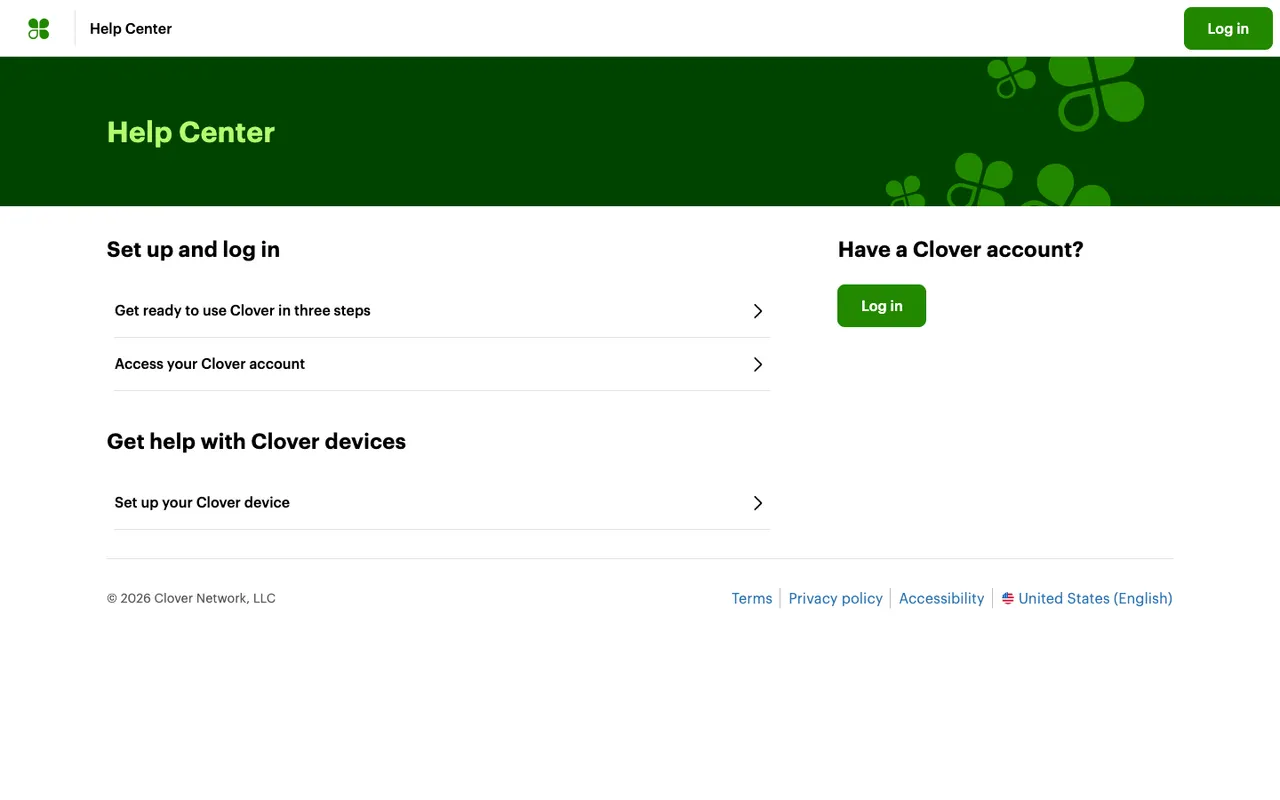 Help Center
Log in
Help Center
Set up and log in
Get ready to use Clover in three steps
Access your Clover account
Get help with Clover devices
Set up your Clover device
Have a Clover account?
Log in
© 2026 Clover Network, LLC
Terms
Privacy policy
Accessibility
United States (English)